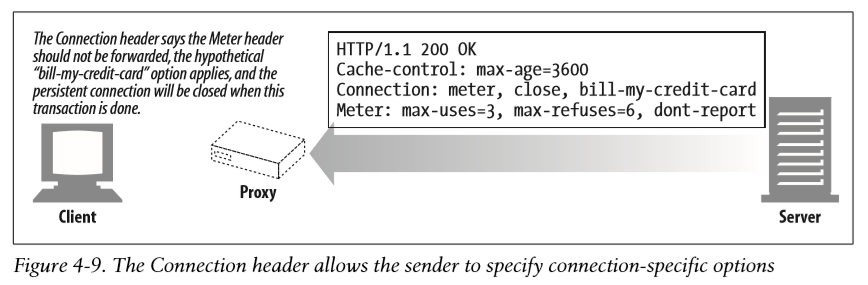 The Connection header says the Meter header
should not be forwarded, the hypothetical
"bill-my-credit-card" option applies, and the
persistent connection will be closed when this
transaction is done.
HTTP/1.1 200 OK
Cache-control: max-age=3600
Connection: meter, close, bill-my-credit-card
Meter: max-uses=3, max-refuses=6, dont-report
Client
Proxy
Server
Figure 4-9. The Connection header allows the sender to specify connection-specific options